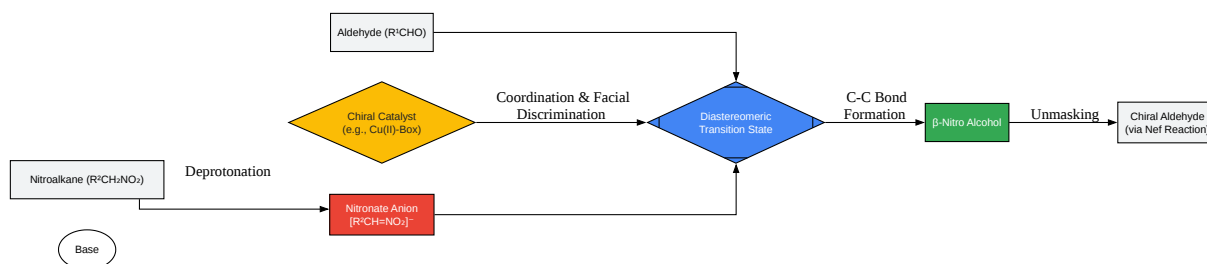 Aldehyde (R¹CHO)
Chiral Catalyst
(e.g., Cu(II)-Box)
Coordination & Facial
Discrimination
Diastereomeric
Transition State
C-C Bond
Formation
β-Nitro Alcohol
Unmasking
Chiral Aldehyde
(via Nef Reaction)
Nitroalkane (R²CH₂NO₂)
Deprotonation
Nitronate Anion
[R²CH=NO₂]⁻
Base